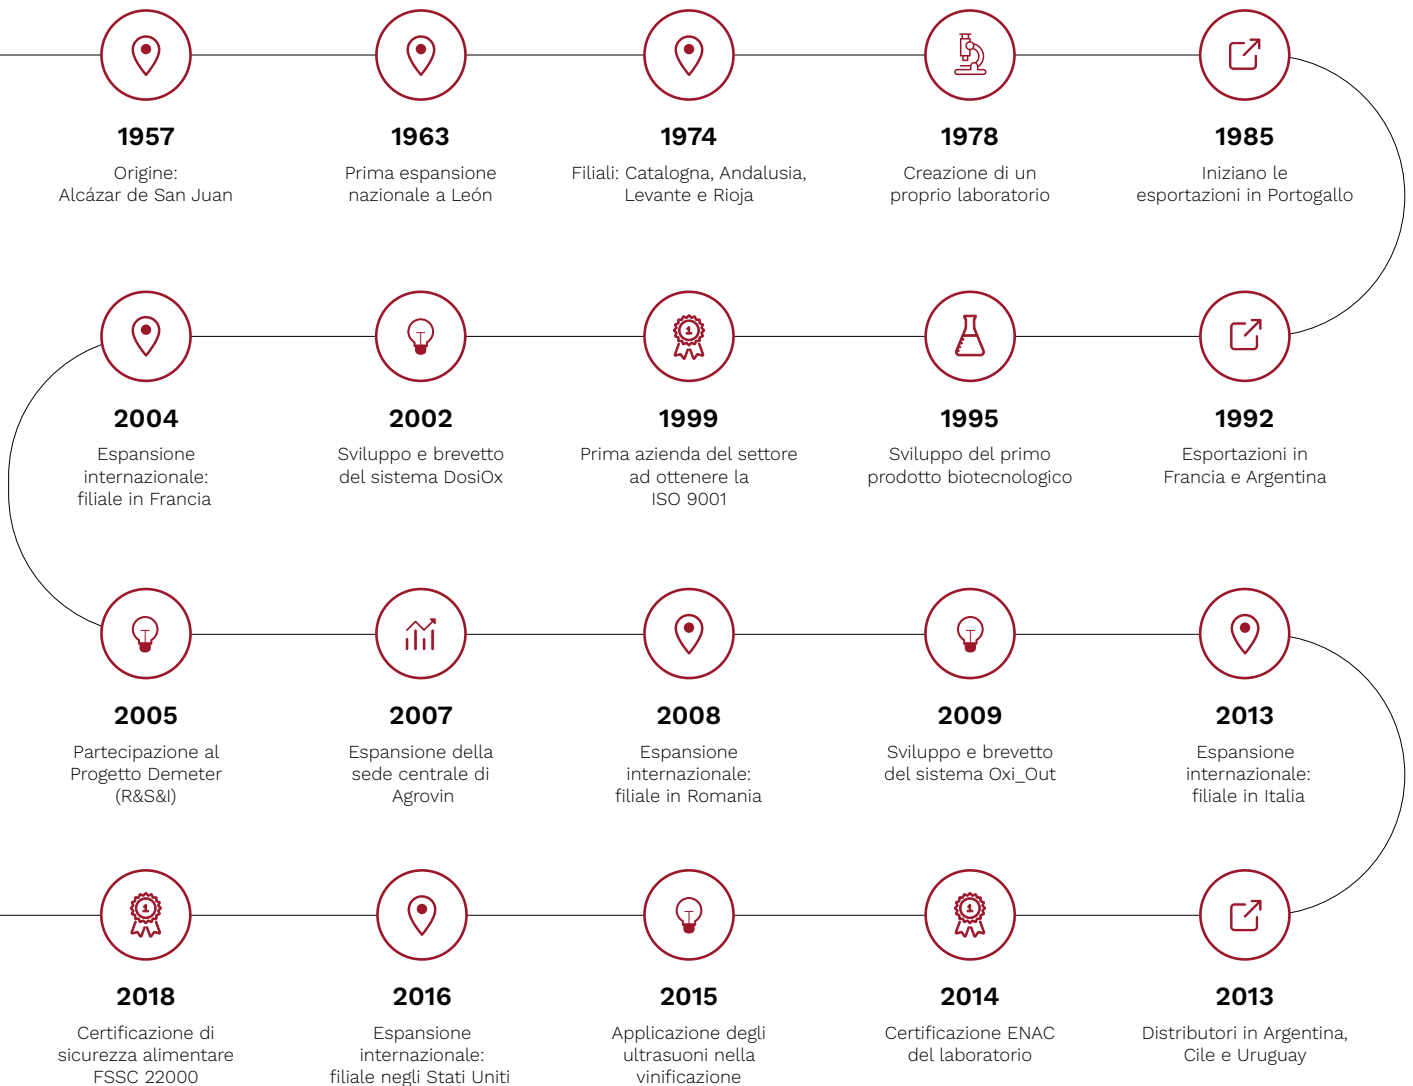 1957
Origine:
Alcázar de San Juan
1963
Prima espansione
nazionale a León
1974
Filiali: Catalogna, Andalusia,
Levante e Rioja
1978
Creazione di un
proprio laboratorio
1985
Iniziano le
esportazioni in Portogallo
1992
Esportazioni in
Francia e Argentina
1995
Sviluppo del primo
prodotto biotecnologico
1999
Prima azienda del settore
ad ottenere la
ISO 9001
2002
Sviluppo e brevetto
del sistema DosiOx
2004
Espansione
internazionale:
filiale in Francia
2005
Partecipazione al
Progetto Demeter
(R&S&I)
2007
Espansione della
sede centrale di
Agrovin
2008
Espansione
internazionale:
filiale in Romania
2009
Sviluppo e brevetto
del sistema Oxi_Out
2013
Espansione
internazionale:
filiale in Italia
2013
Distributori in Argentina,
Cile e Uruguay
2014
Certificazione ENAC
del laboratorio
2015
Applicazione degli
ultrasuoni nella
vinificazione
2016
Espansione
internazionale:
filiale negli Stati Uniti
2018
Certificazione di
sicurezza alimentare
FSSC 22000